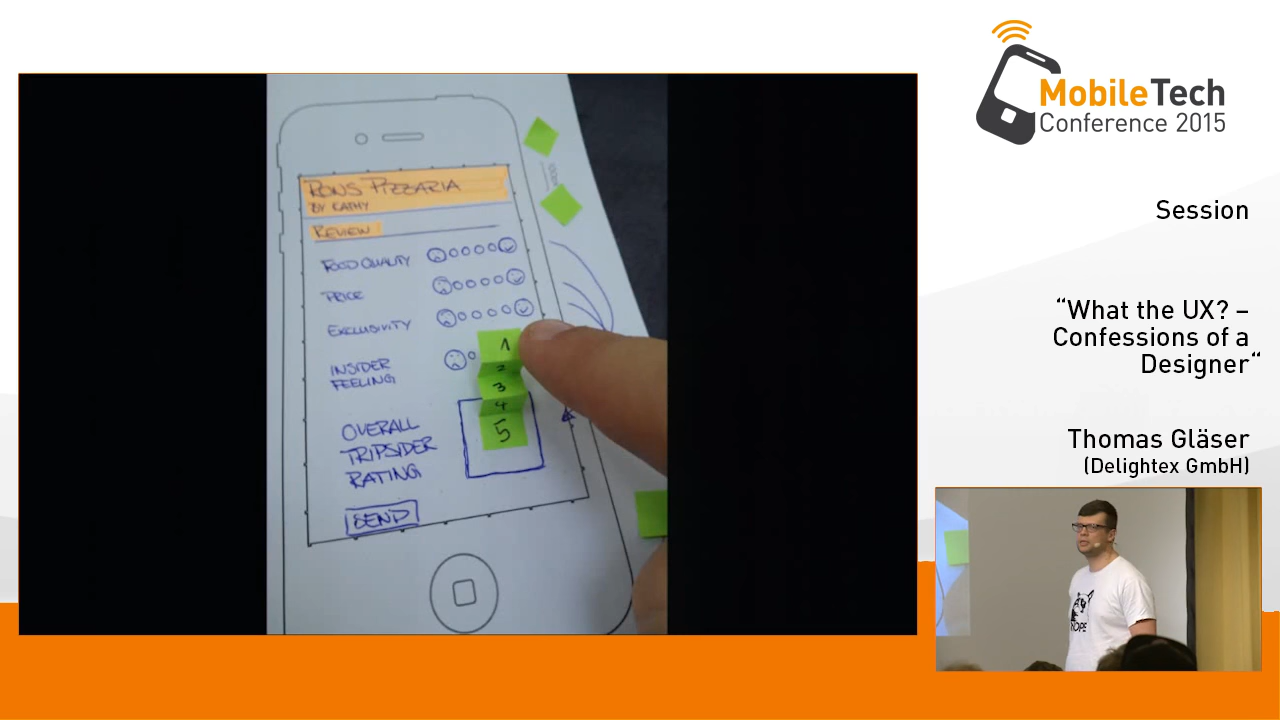 RON'S PIZZARIA
BY KATHY
REVIEW
FOOD QUALITY
PRICE
EXCLUSIVITY
INSIDER
FEELING
1
2
3
4
5
OVERALL
TRIPSIDER
RATING
SEND
MobileTech
Conference 2015
Session
“What the UX? –
Confessions of a
Designer“
Thomas Gläser
(Delightex GmbH)
NOPE